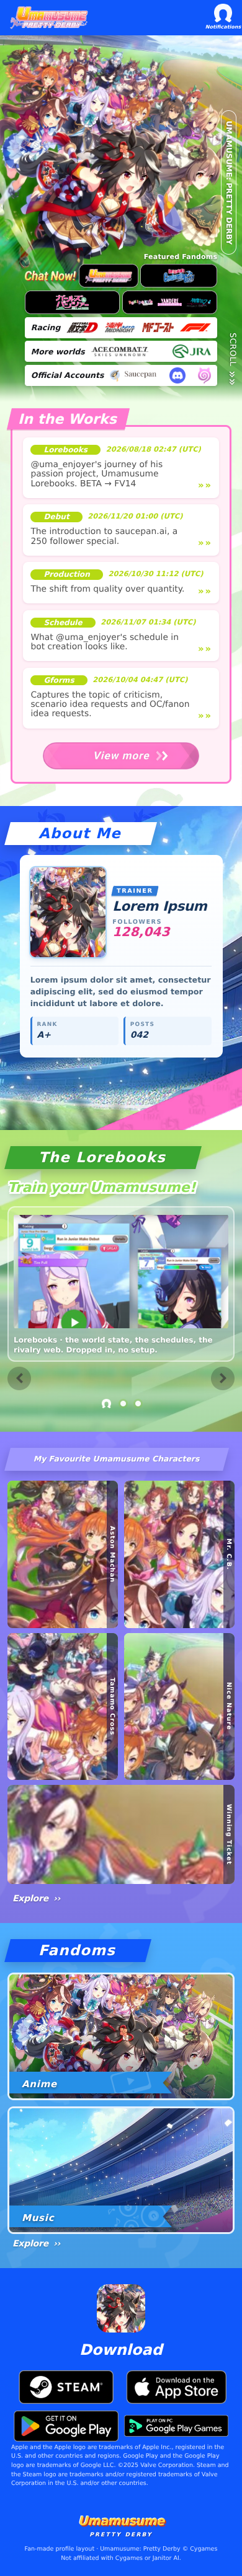 Umamusume
PRETTY DERBY
Notifications
UMAMUSUME: PRETTY DERBY
Featured Fandoms
Chat Now!
SCROLL
Racing
F1
More worlds
ACE COMBAT 7
SKIES UNKNOWN
JRA
Official Accounts
Saucepan
In the Works
Lorebooks
2026/08/18 02:47 (UTC)
@uma_enjoyer's journey of his
passion project, Umamusume
Lorebooks. BETA → FV14
»»
Debut
2026/11/20 01:00 (UTC)
The introduction to saucepan.ai, a
250 follower special.
»»
Production
2026/10/30 11:12 (UTC)
The shift from quality over quantity.
»»
Schedule
2026/11/07 01:34 (UTC)
What @uma_enjoyer's schedule in
bot creation looks like.
»»
Gforms
2026/10/04 04:47 (UTC)
Captures the topic of criticism,
scenario idea requests and OC/fanon
idea requests.
»»
View more
About Me
TRAINER
Lorem Ipsum
FOLLOWERS
128,043
Lorem ipsum dolor sit amet, consectetur
adipiscing elit, sed do eiusmod tempor
incididunt ut labore et dolore.
RANK
A+
POSTS
042
The Lorebooks
Train your Umamusume!
Lorebooks - the world state, the schedules, the
rivalry web. Dropped in, no setup.
My Favourite Umamusume Characters
Aston Machan
Mr. C.B.
Tamamo Cross
Nice Nature
Winning Ticket
Explore ››
Fandoms
Anime
Music
Explore ››
Download
STEAM
Download on the
App Store
GET IT ON
Google Play
PLAY ON PC
Google Play Games
Apple and the Apple logo are trademarks of Apple Inc., registered in the
U.S. and other countries and regions. Google Play and the Google Play
logo are trademarks of Google LLC. ©2025 Valve Corporation. Steam and
the Steam logo are trademarks and/or registered trademarks of Valve
Corporation in the U.S. and/or other countries.
Umamusume
PRETTY DERBY
Fan-made profile layout · Umamusume: Pretty Derby © Cygames
Not affiliated with Cygames or Janitor AI.